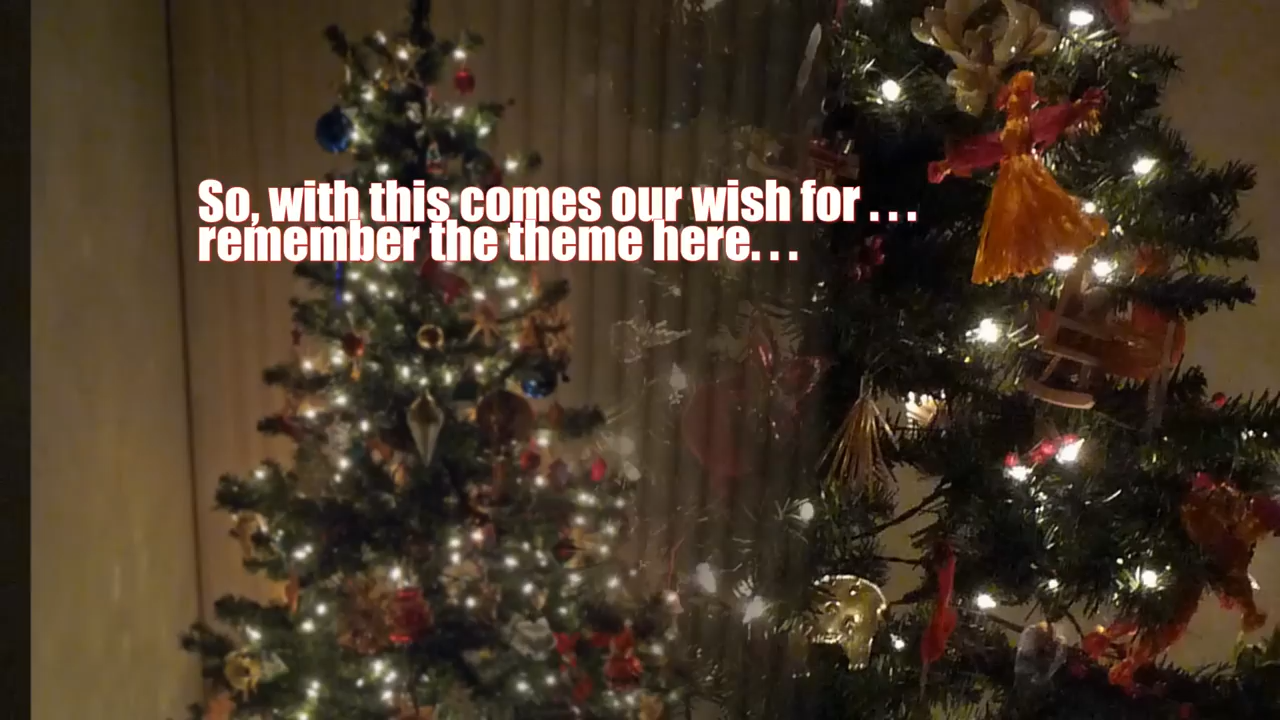 So, with this comes our wish for . . .
remember the theme here. . .